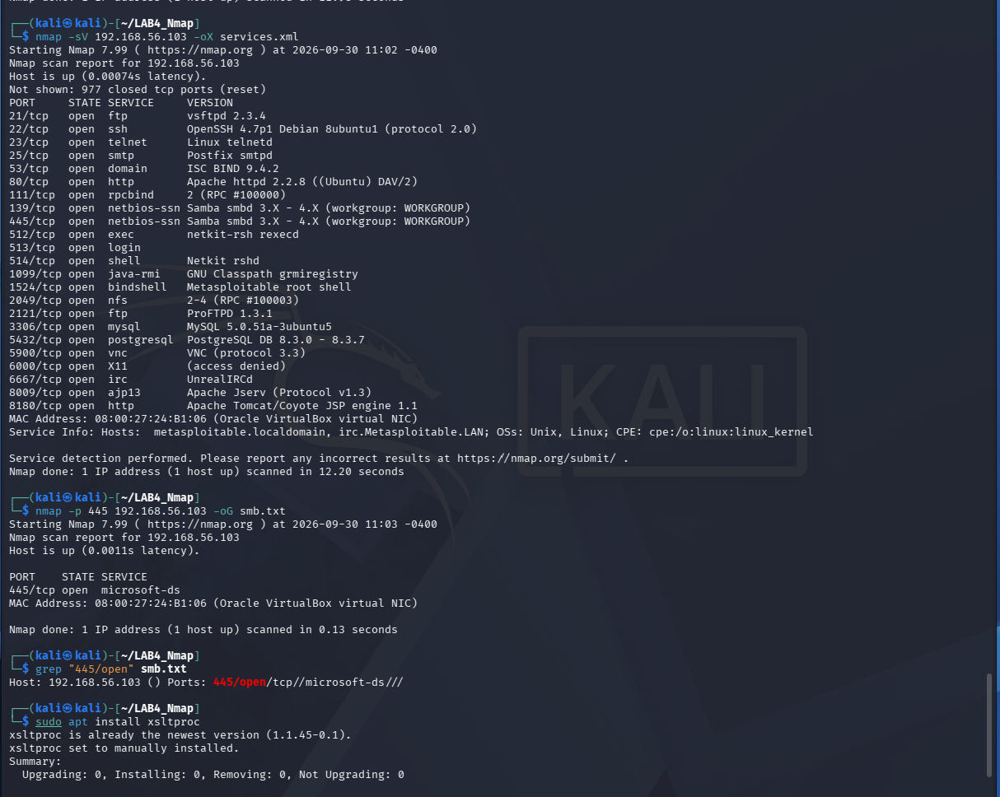 ┌──(kali㉿kali)-[~/LAB4_Nmap]
└─$ nmap -sV 192.168.56.103 -oX services.xml
Starting Nmap 7.99 ( https://nmap.org ) at 2026-09-30 11:02 -0400
Nmap scan report for 192.168.56.103
Host is up (0.00074s latency).
Not shown: 977 closed tcp ports (reset)
PORT     STATE SERVICE     VERSION
21/tcp   open  ftp         vsftpd 2.3.4
22/tcp   open  ssh         OpenSSH 4.7p1 Debian 8ubuntu1 (protocol 2.0)
23/tcp   open  telnet      Linux telnetd
25/tcp   open  smtp        Postfix smtpd
53/tcp   open  domain      ISC BIND 9.4.2
80/tcp   open  http        Apache httpd 2.2.8 ((Ubuntu) DAV/2)
111/tcp  open  rpcbind     2 (RPC #100000)
139/tcp  open  netbios-ssn Samba smbd 3.X - 4.X (workgroup: WORKGROUP)
445/tcp  open  netbios-ssn Samba smbd 3.X - 4.X (workgroup: WORKGROUP)
512/tcp  open  exec        netkit-rsh rexecd
513/tcp  open  login
514/tcp  open  shell       Netkit rshd
1099/tcp open  java-rmi    GNU Classpath grmiregistry
1524/tcp open  bindshell   Metasploitable root shell
2049/tcp open  nfs         2-4 (RPC #100003)
2121/tcp open  ftp         ProFTPD 1.3.1
3306/tcp open  mysql       MySQL 5.0.51a-3ubuntu5
5432/tcp open  postgresql  PostgreSQL DB 8.3.0 - 8.3.7
5900/tcp open  vnc         VNC (protocol 3.3)
6000/tcp open  X11         (access denied)
6667/tcp open  irc         UnrealIRCd
8009/tcp open  ajp13       Apache Jserv (Protocol v1.3)
8180/tcp open  http        Apache Tomcat/Coyote JSP engine 1.1
MAC Address: 08:00:27:24:B1:06 (Oracle VirtualBox virtual NIC)
Service Info: Hosts:  metasploitable.localdomain, irc.Metasploitable.LAN; OSs: Unix, Linux; CPE: cpe:/o:linux:linux_kernel
Service detection performed. Please report any incorrect results at https://nmap.org/submit/ .
Nmap done: 1 IP address (1 host up) scanned in 12.20 seconds
┌──(kali㉿kali)-[~/LAB4_Nmap]
└─$ nmap -p 445 192.168.56.103 -oG smb.txt
Starting Nmap 7.99 ( https://nmap.org ) at 2026-09-30 11:03 -0400
Nmap scan report for 192.168.56.103
Host is up (0.0011s latency).
PORT    STATE SERVICE
445/tcp open  microsoft-ds
MAC Address: 08:00:27:24:B1:06 (Oracle VirtualBox virtual NIC)
Nmap done: 1 IP address (1 host up) scanned in 0.13 seconds
┌──(kali㉿kali)-[~/LAB4_Nmap]
└─$ grep "445/open" smb.txt
Host: 192.168.56.103 () Ports: 445/open/tcp//microsoft-ds///
┌──(kali㉿kali)-[~/LAB4_Nmap]
└─$ sudo apt install xsltproc
xsltproc is already the newest version (1.1.45-0.1).
xsltproc set to manually installed.
Summary:
  Upgrading: 0, Installing: 0, Removing: 0, Not Upgrading: 0
KALI